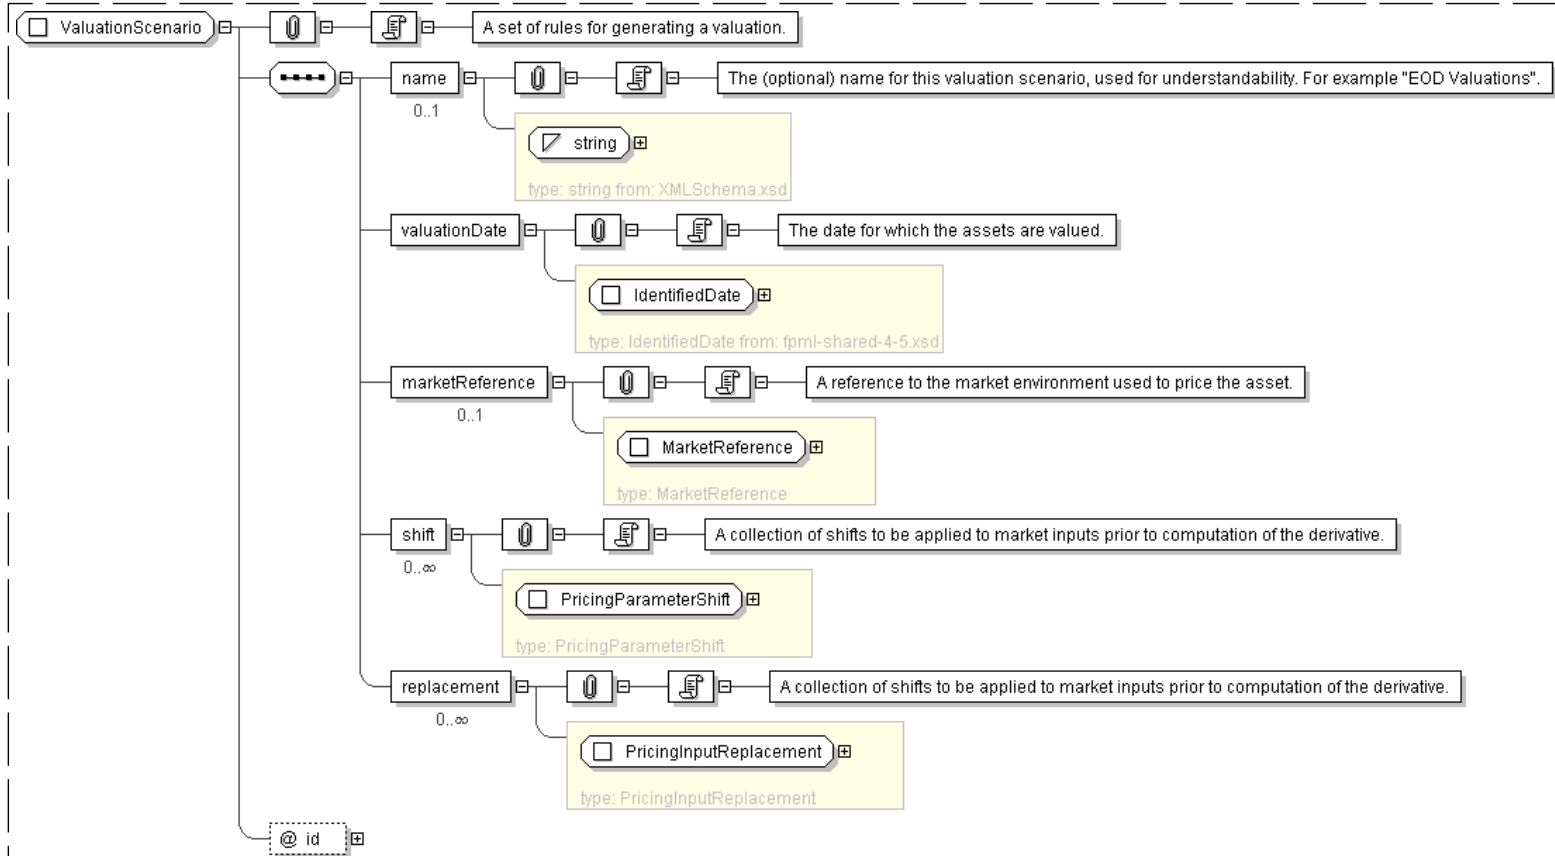 ValuationScenario
A set of rules for generating a valuation.
name
The (optional) name for this valuation scenario, used for understandability. For example "EOD Valuations".
0..1
string
type: string from: XMLSchema.xsd
valuationDate
The date for which the assets are valued.
IdentifiedDate
type: IdentifiedDate from: fpml-shared-4-5.xsd
marketReference
A reference to the market environment used to price the asset.
0..1
MarketReference
type: MarketReference
shift
A collection of shifts to be applied to market inputs prior to computation of the derivative.
0..∞
PricingParameterShift
type: PricingParameterShift
replacement
A collection of shifts to be applied to market inputs prior to computation of the derivative.
0..∞
PricingInputReplacement
type: PricingInputReplacement
@ id